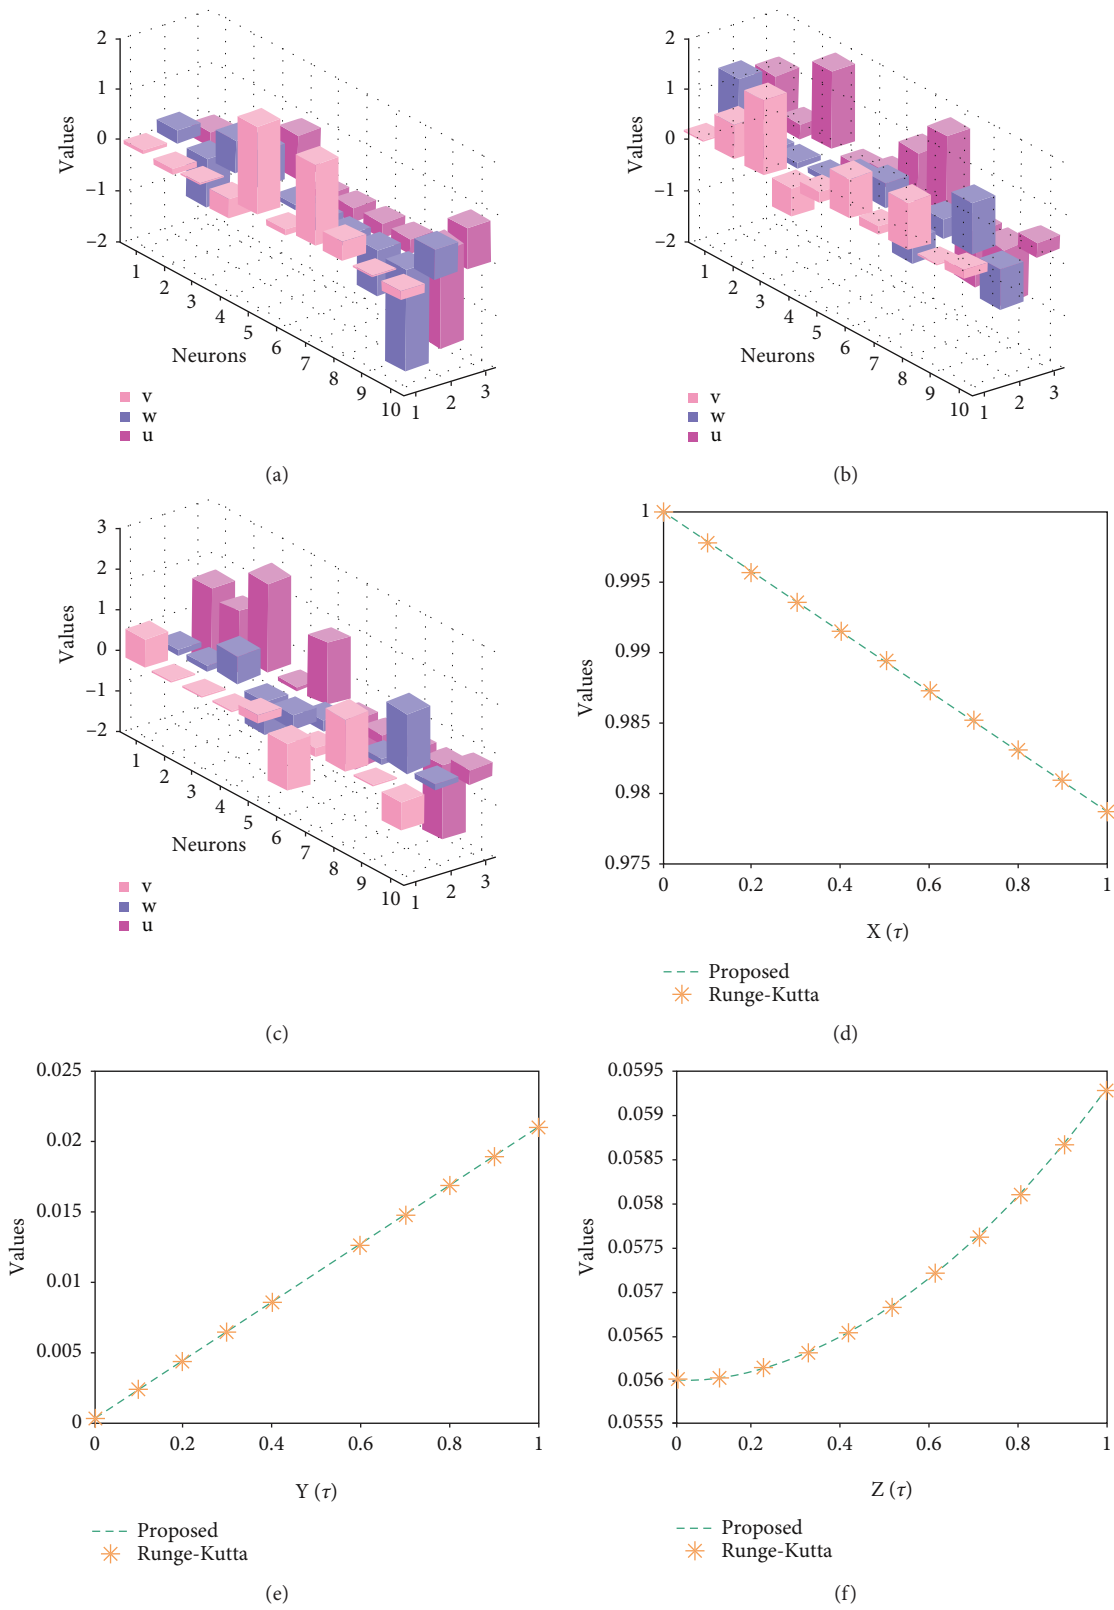 2
1
0
−1
−2
Values
1
2
3
4
5
6
7
8
9
10
Neurons
1
2
3
v
w
u
(a)
2
1
0
−1
−2
Values
1
2
3
4
5
6
7
8
9
10
Neurons
1
2
3
v
w
u
(b)
3
2
1
0
−1
−2
Values
1
2
3
4
5
6
7
8
9
10
Neurons
1
2
3
v
w
u
(c)
1
0.995
0.99
0.985
0.98
0.975
Values
0 0.2 0.4 0.6 0.8 1
X (τ)
Proposed
Runge-Kutta
(d)
0.025
0.02
0.015
0.01
0.005
0
Values
0 0.2 0.4 0.6 0.8 1
Y (τ)
Proposed
Runge-Kutta
(e)
0.0595
0.059
0.0585
0.058
0.0575
0.057
0.0565
0.056
0.0555
Values
0 0.2 0.4 0.6 0.8 1
Z (τ)
Proposed
Runge-Kutta
(f)